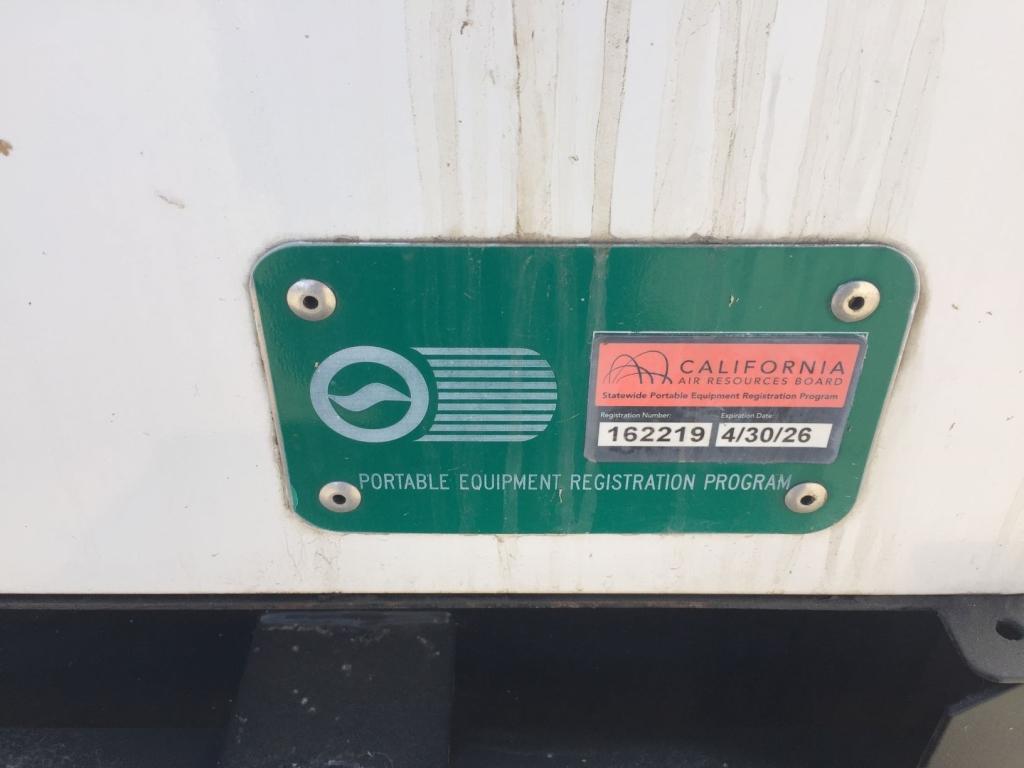 CALIFORNIA
AIR RESOURCES BOARD
Statewide Portable Equipment Registration Program
Registration Number: Expiration Date:
162219 4/30/26
PORTABLE EQUIPMENT REGISTRATION PROGRAM